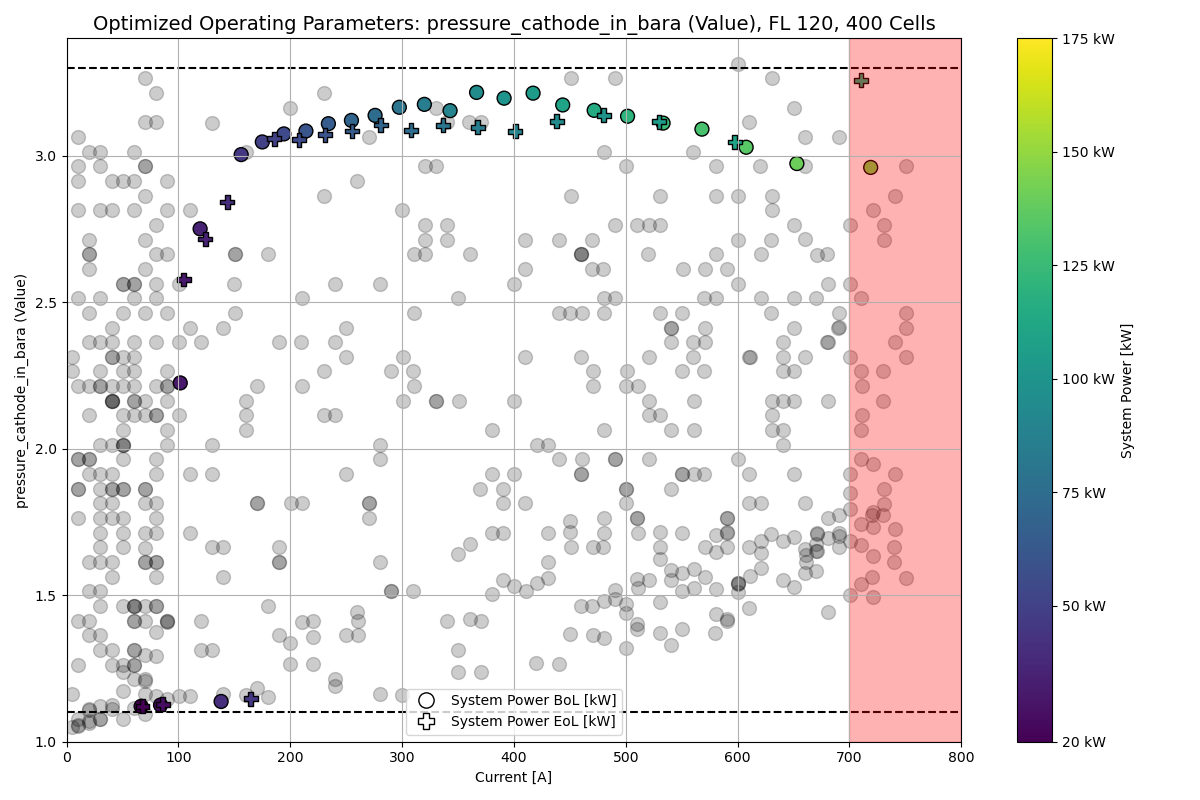 Optimized Operating Parameters: pressure_cathode_in_bara (Value), FL 120, 400 Cells
pressure_cathode_in_bara (Value)
3.0
2.5
2.0
1.5
1.0
0
100
200
300
400
500
600
700
800
Current [A]
System Power BoL [kW]
System Power EoL [kW]
175 kW
150 kW
125 kW
100 kW
75 kW
50 kW
20 kW
System Power [kW]